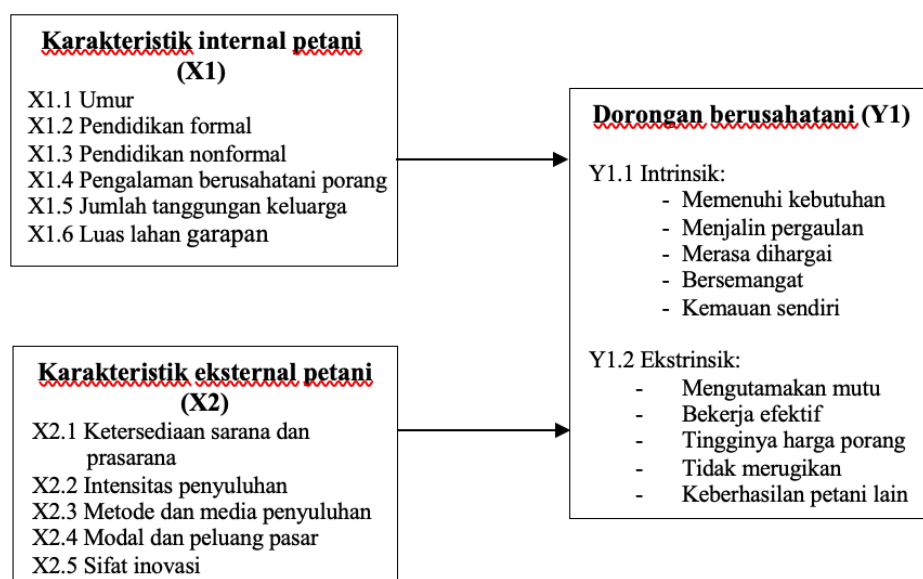 Karakteristik internal petani
(X1)
X1.1 Umur
X1.2 Pendidikan formal
X1.3 Pendidikan nonformal
X1.4 Pengalaman berusahatani porang
X1.5 Jumlah tanggungan keluarga
X1.6 Luas lahan garapan
Karakteristik eksternal petani
(X2)
X2.1 Ketersediaan sarana dan
prasarana
X2.2 Intensitas penyuluhan
X2.3 Metode dan media penyuluhan
X2.4 Modal dan peluang pasar
X2.5 Sifat inovasi
Dorongan berusahatani (Y1)
Y1.1 Intrinsik:
- Memenuhi kebutuhan
- Menjalin pergaulan
- Merasa dihargai
- Bersemangat
- Kemauan sendiri
Y1.2 Ekstrinsik:
- Mengutamakan mutu
- Bekerja efektif
- Tingginya harga porang
- Tidak merugikan
- Keberhasilan petani lain